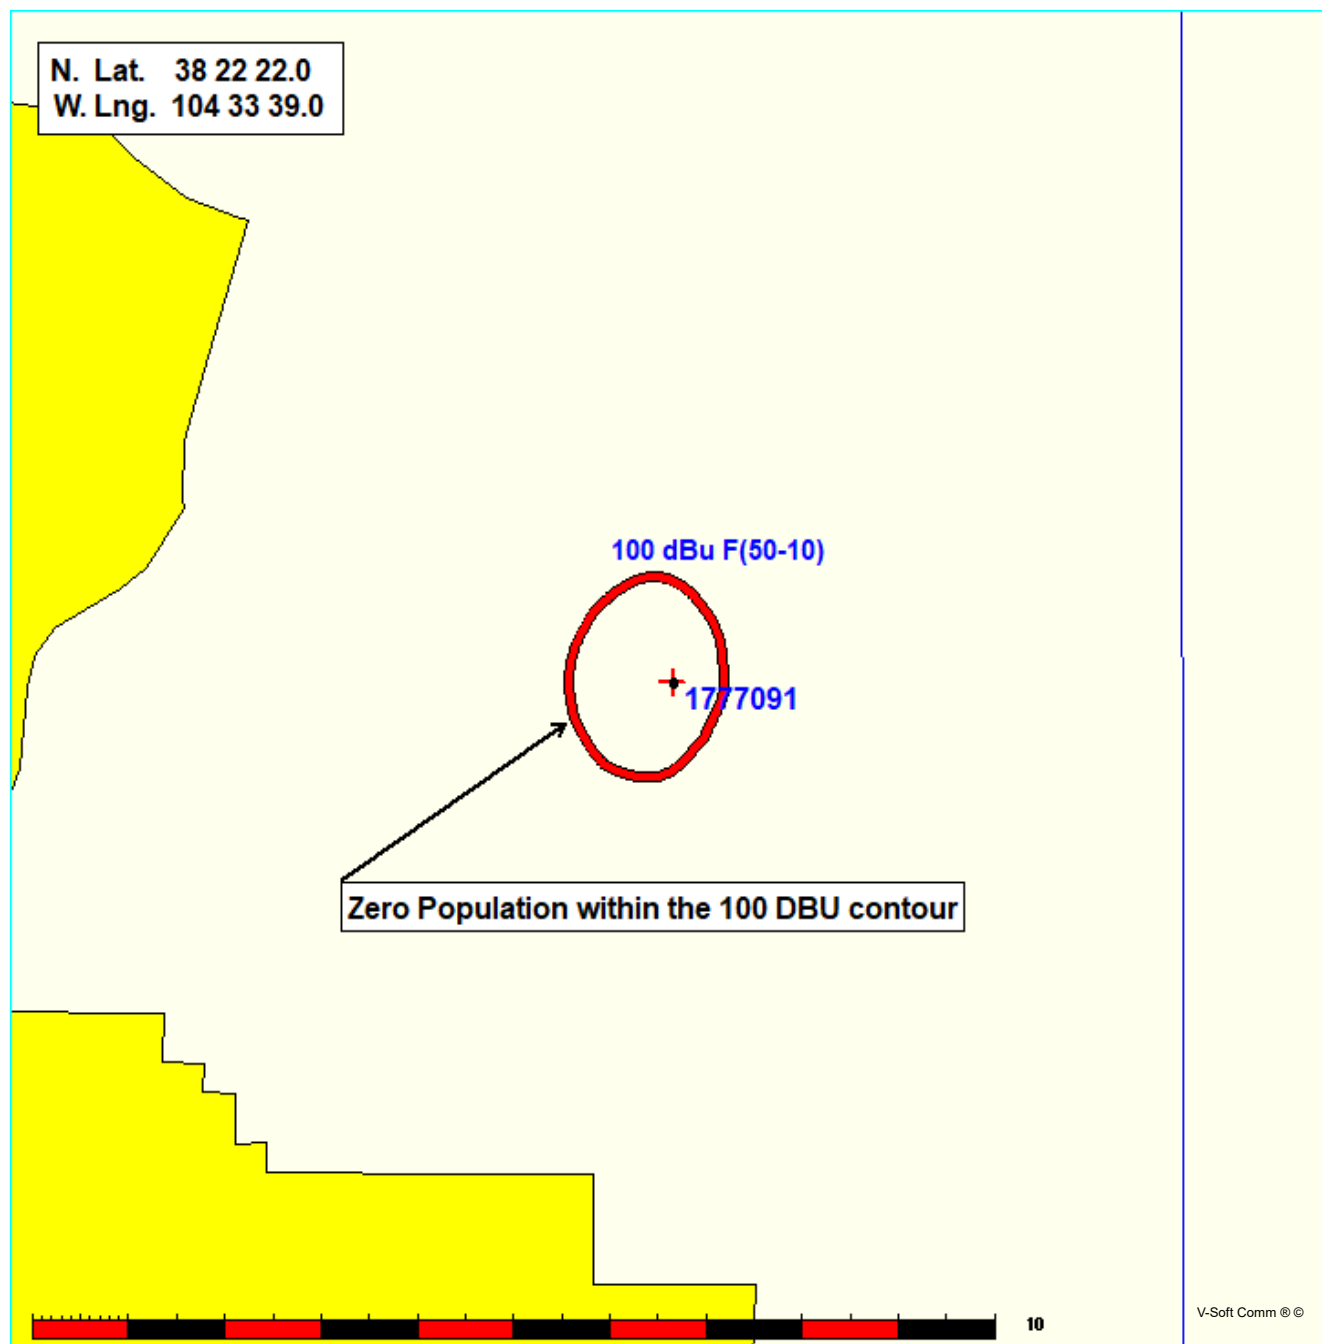 N. Lat. 38 22 22.0
W. Lng. 104 33 39.0
100 dBu F(50-10)
1777091
Zero Population within the 100 DBU contour
10
V-Soft Comm ® ©